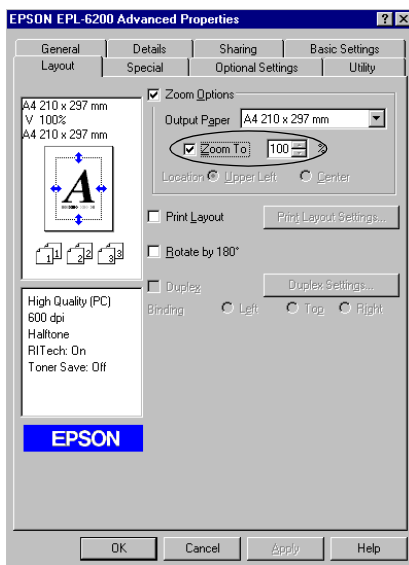 EPSON EPL-6200 Advanced Properties
General Details Sharing Basic Settings
Layout Special Optional Settings Utility
A4 210 x 297 mm
V 100%
A4 210 x 297 mm
A
1 1 2 2 3 3
High Quality (PC)
600 dpi
Halftone
RITech: On
Toner Save: Off
EPSON
Zoom Options
Output Paper A4 210 x 297 mm
Zoom To 100 %
Location Upper Left Center
Print Layout Print Layout Settings...
Rotate by 180°
Duplex Duplex Settings...
Binding Left Top Right
OK Cancel Apply Help